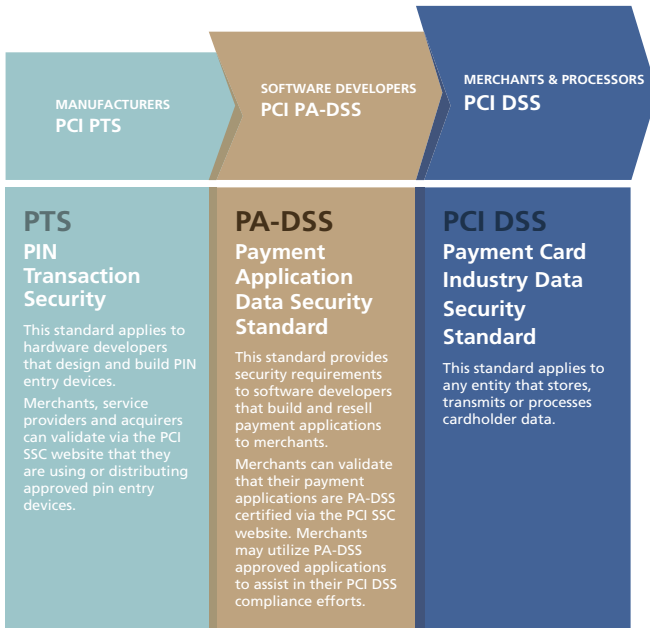 MANUFACTURERS
PCI PTS
SOFTWARE DEVELOPERS
PCI PA-DSS
MERCHANTS & PROCESSORS
PCI DSS
PTS
PIN
Transaction
Security
This standard applies to
hardware developers
that design and build PIN
entry devices.
Merchants, service
providers and acquirers
can validate via the PCI
SSC website that they
are using or distributing
approved pin entry
devices.
PA-DSS
Payment
Application
Data Security
Standard
This standard provides
security requirements
to software developers
that build and resell
payment applications
to merchants.
Merchants can validate
that their payment
applications are PA-DSS
certified via the PCI SSC
website. Merchants
may utilize PA-DSS
approved applications
to assist in their PCI DSS
compliance efforts.
PCI DSS
Payment Card
Industry Data
Security
Standard
This standard applies to
any entity that stores,
transmits or processes
cardholder data.